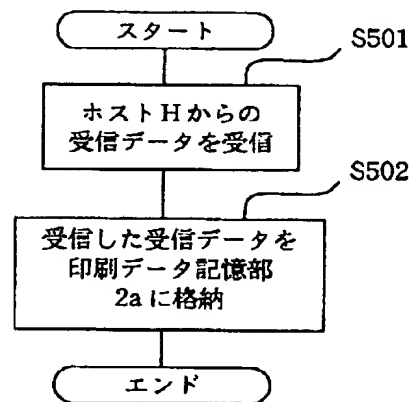 スタート
S501
ホストHからの
受信データを受信
S502
受信した受信データを
印刷データ記憶部
2aに格納
エンド